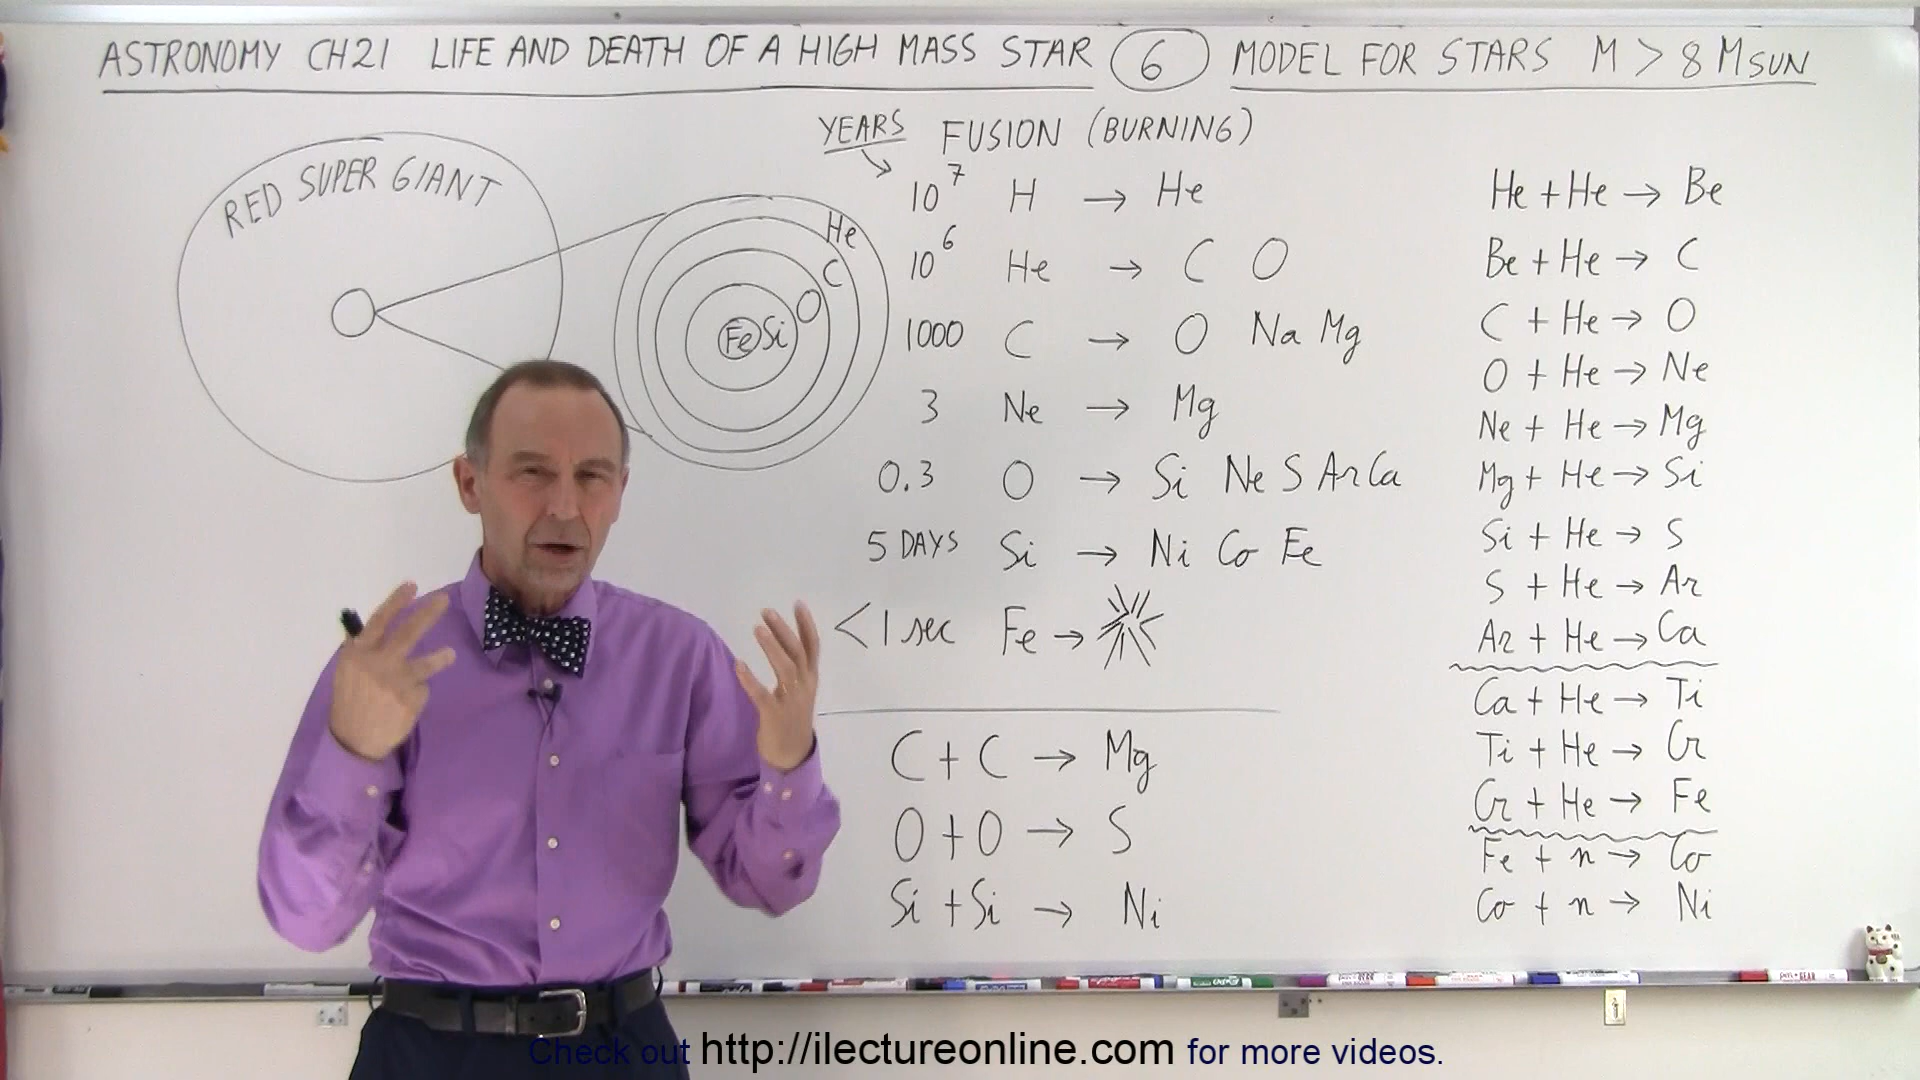 ASTRONOMY CH21 LIFE AND DEATH OF A HIGH MASS STAR 6 MODEL FOR STARS M > 8 MSUN
RED SUPER GIANT
He
C
O
Fe Si
YEARS FUSION (BURNING)
10^7 H → He
10^6 He → C O
1000 C → O Na Mg
3 Ne → Mg
0.3 O → Si Ne S Ar Ca
5 DAYS Si → Ni Co Fe
<1 sec Fe →
C + C → Mg
O + O → S
Si + Si → Ni
He + He → Be
Be + He → C
C + He → O
O + He → Ne
Ne + He → Mg
Mg + He → Si
Si + He → S
S + He → Ar
Ar + He → Ca
Ca + He → Ti
Ti + He → Cr
Cr + He → Fe
Fe + n → Co
Co + n → Ni
Check out http://ilectureonline.com for more videos.